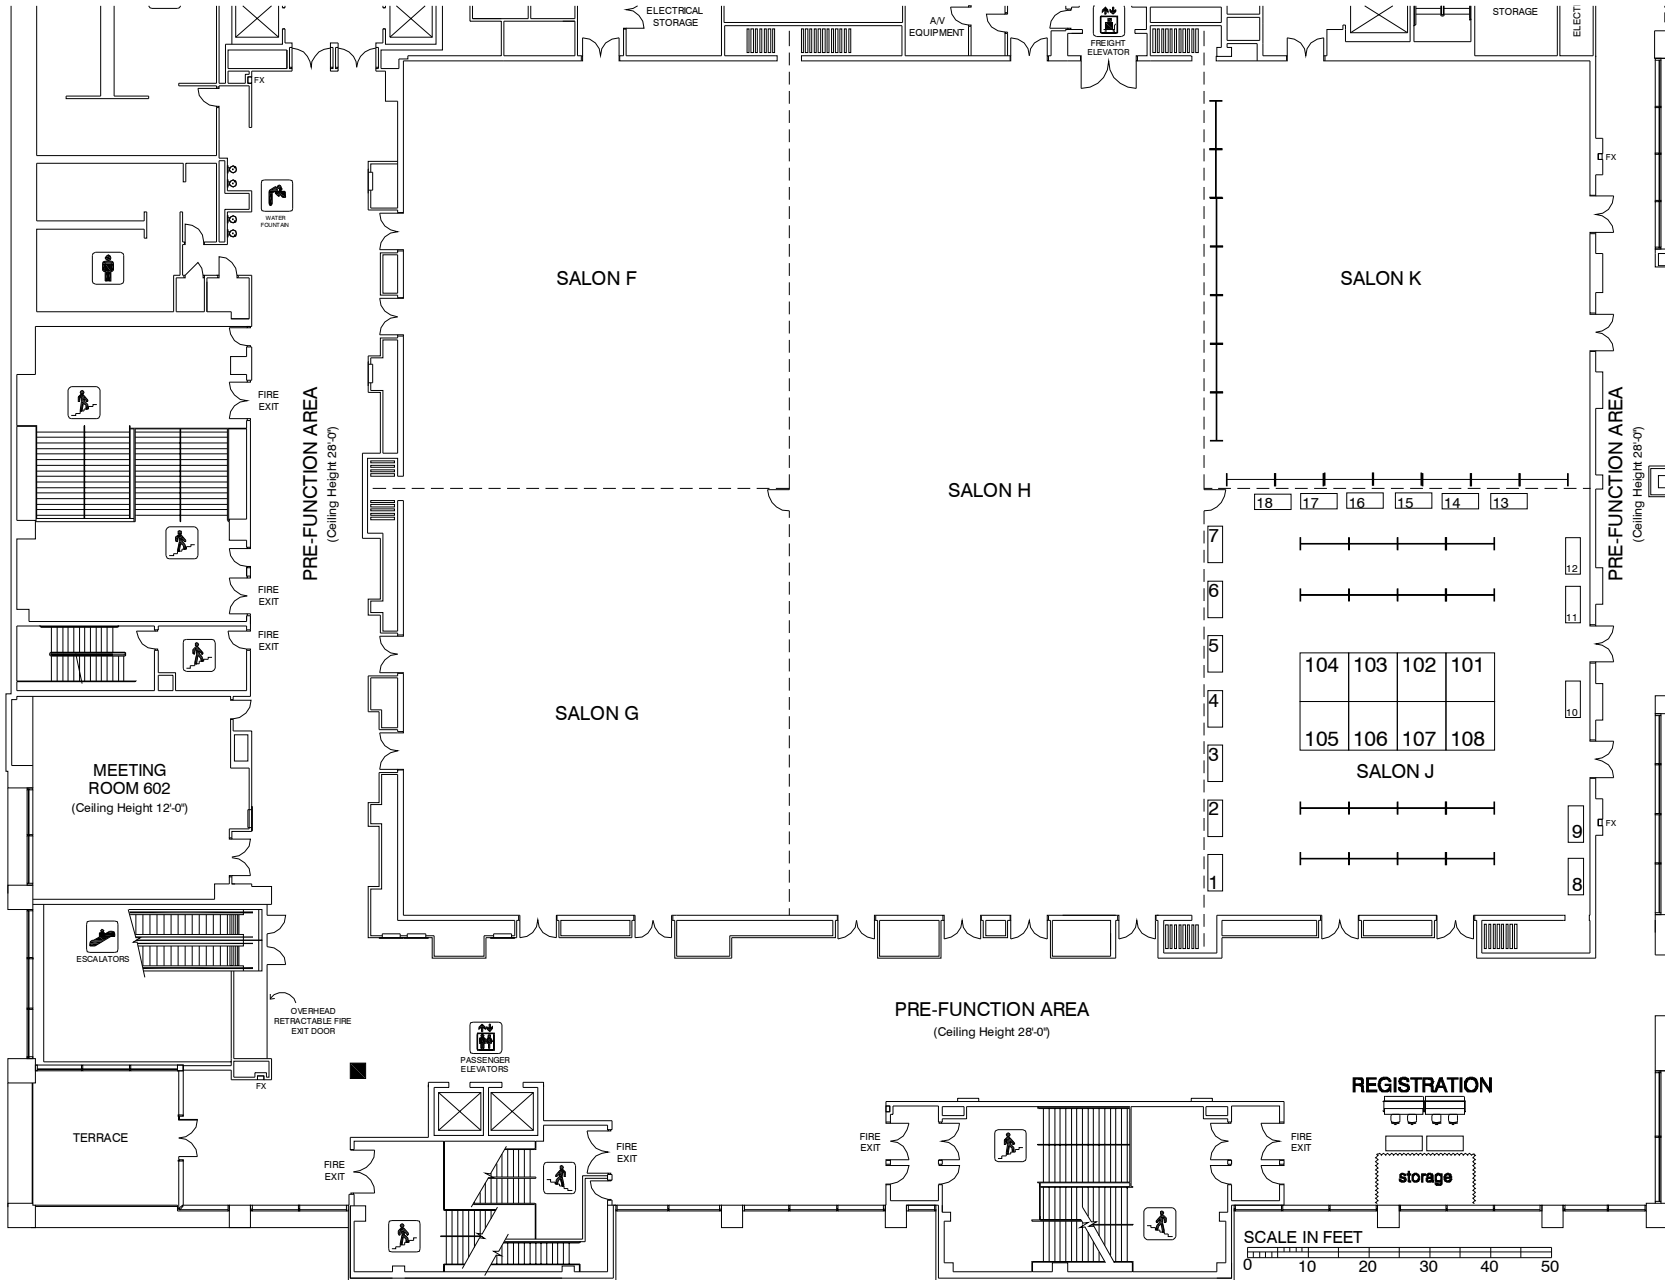 ELECTRICAL
STORAGE
A/V
EQUIPMENT
FREIGHT
ELEVATOR
STORAGE
FX
WATER
FOUNTAIN
FX
SALON F
SALON K
FIRE
EXIT
PRE-FUNCTION AREA
(Ceiling Height 28'-0")
PRE-FUNCTION AREA
(Ceiling Height 28'-0")
SALON H
18 17 16 15 14 13
7
12
FIRE
EXIT
6
11
FIRE
EXIT
5
104 103 102 101
4
10
SALON G
105 106 107 108
3
SALON J
MEETING
ROOM 602
(Ceiling Height 12'-0")
2
9
FX
1
8
ESCALATORS
OVERHEAD
RETRACTABLE FIRE
EXIT DOOR
PRE-FUNCTION AREA
(Ceiling Height 28'-0")
PASSENGER
ELEVATORS
FX
REGISTRATION
TERRACE
FIRE
EXIT
FIRE
EXIT
FIRE
EXIT
FIRE
EXIT
storage
SCALE IN FEET
0 10 20 30 40 50